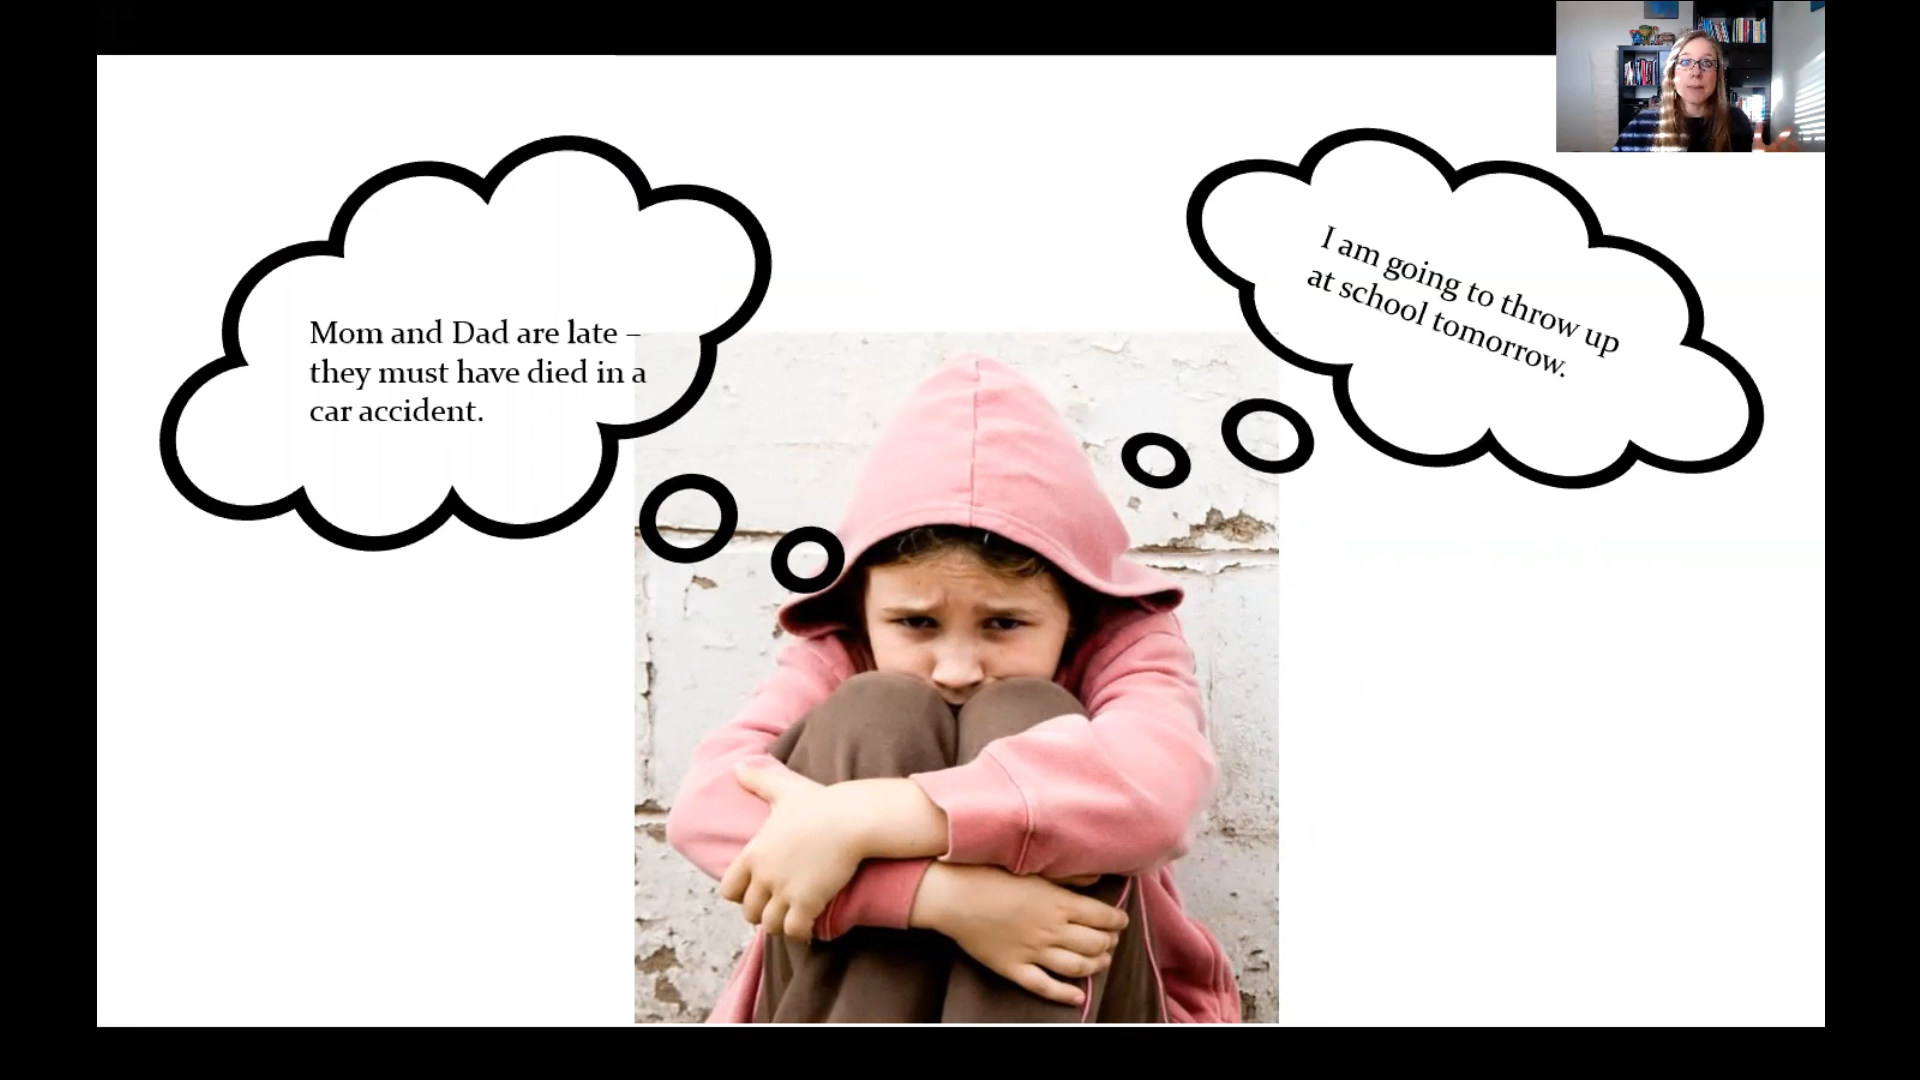 Mom and Dad are late –
they must have died in a
car accident.
I am going to throw up
at school tomorrow.